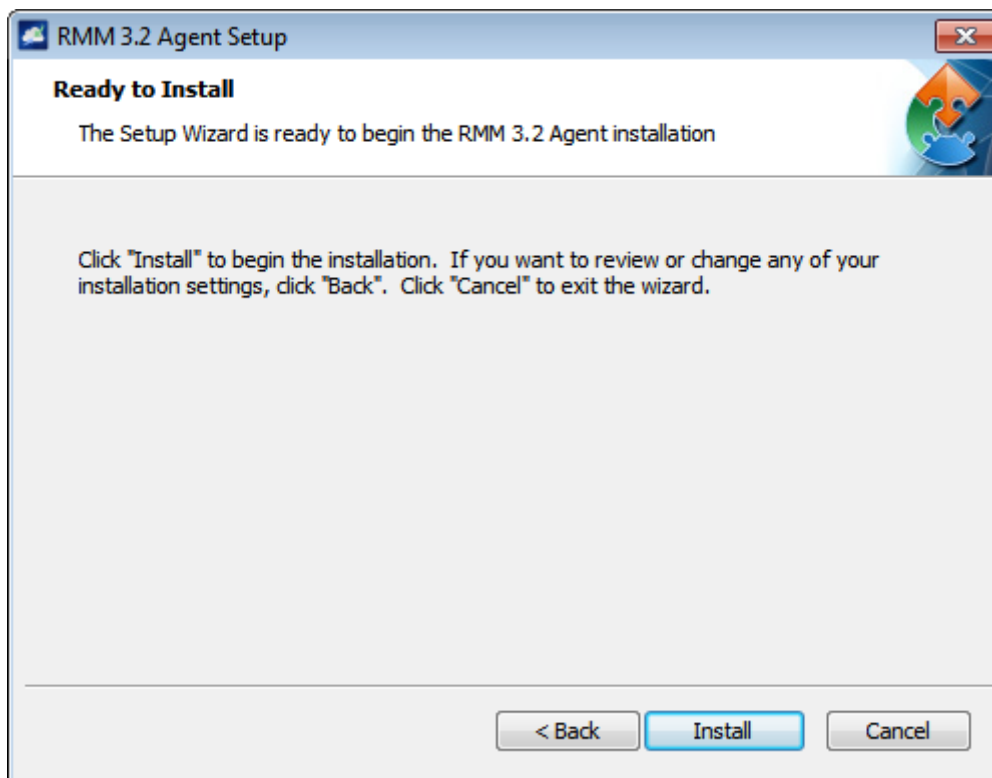 RMM 3.2 Agent Setup
Ready to Install
The Setup Wizard is ready to begin the RMM 3.2 Agent installation
Click "Install" to begin the installation.  If you want to review or change any of your
installation settings, click "Back".  Click "Cancel" to exit the wizard.
< Back
Install
Cancel